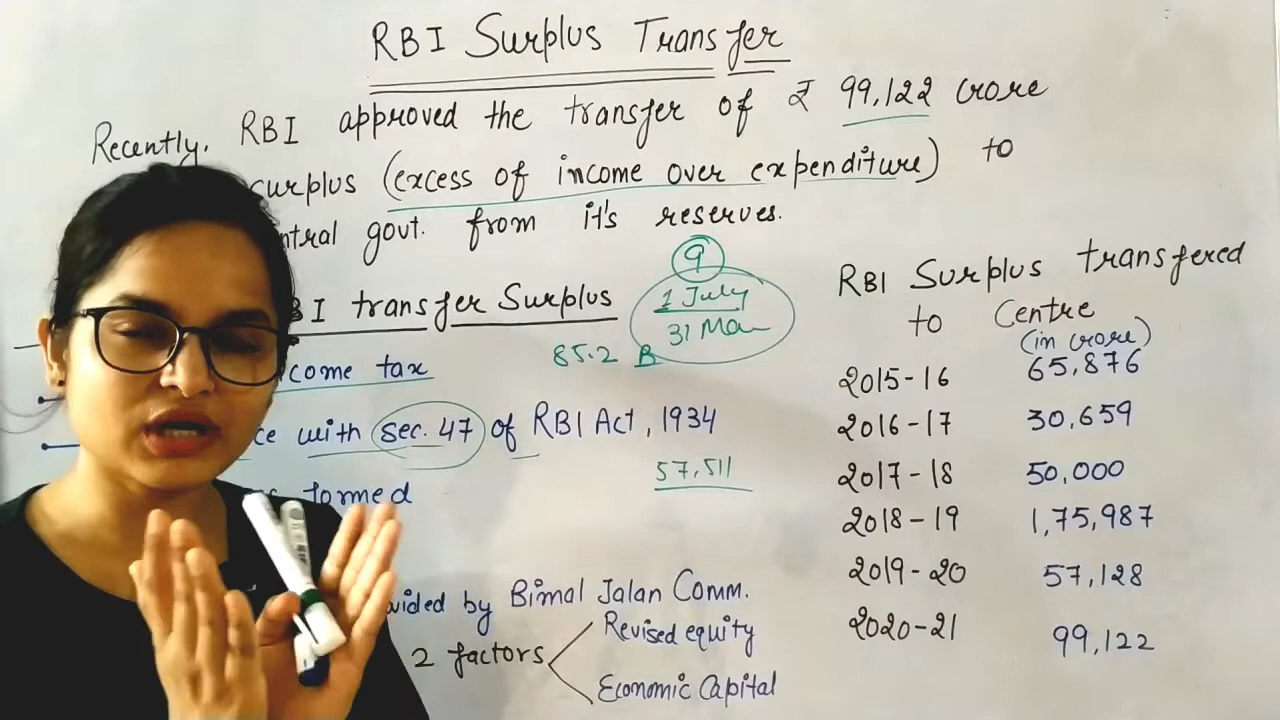 RBI Surplus Transfer
Recently, RBI approved the transfer of ₹ 99,122 crore
surplus (excess of income over expenditure) to
ntral govt. from it's reserves.
BI transfer Surplus
9
1 July
31 Mar
85.2 B
come tax
ce with sec. 47 of RBI Act, 1934
57,511
formed
vided by Bimal Jalan Comm.
2 factors
Revised equity
Economic Capital
RBI Surplus transfered
to Centre
(in crore)
2015-16 65,876
2016-17 30,659
2017-18 50,000
2018-19 1,75,987
2019-20 57,128
2020-21 99,122